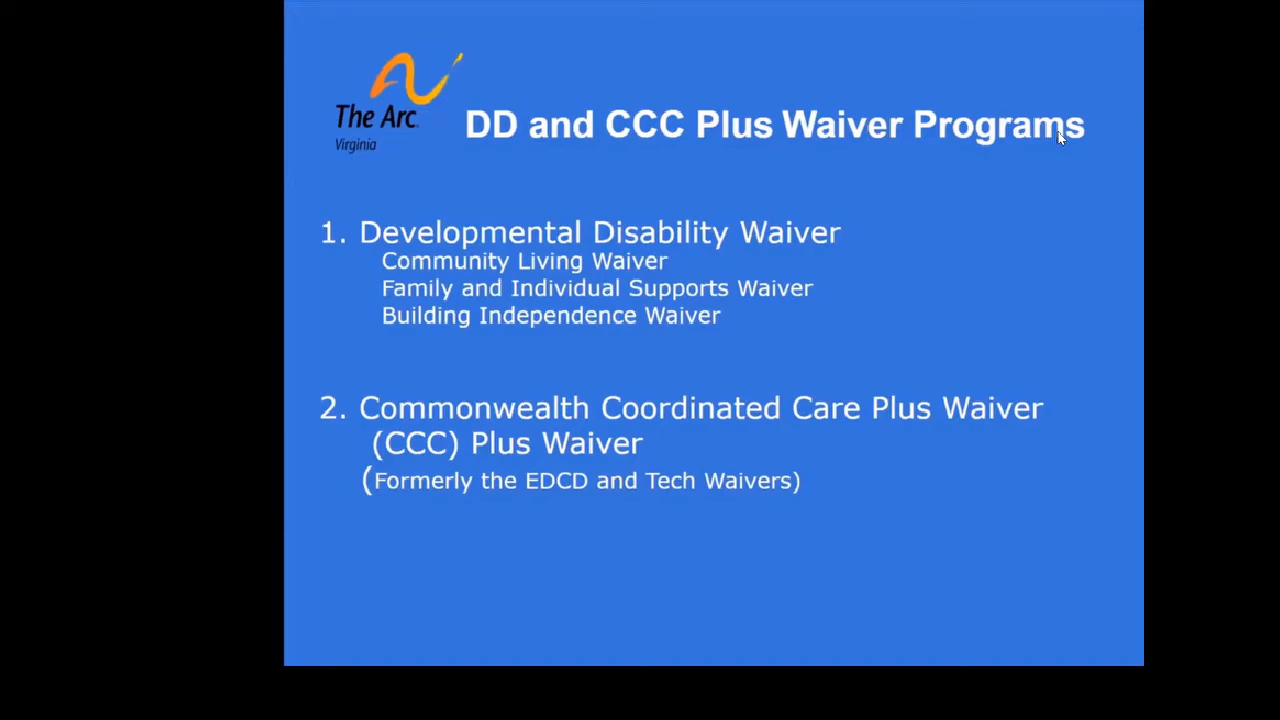 The Arc
Virginia
DD and CCC Plus Waiver Programs
1. Developmental Disability Waiver
Community Living Waiver
Family and Individual Supports Waiver
Building Independence Waiver
2. Commonwealth Coordinated Care Plus Waiver
(CCC) Plus Waiver
(Formerly the EDCD and Tech Waivers)